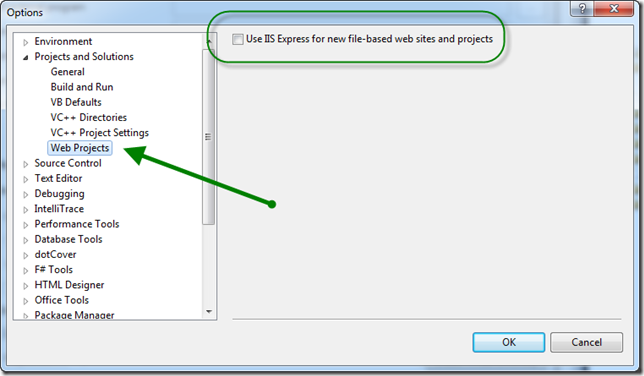 Options
Environment
Use IIS Express for new file-based web sites and projects
Projects and Solutions
General
Build and Run
VB Defaults
VC++ Directories
VC++ Project Settings
Web Projects
Source Control
Text Editor
Debugging
IntelliTrace
Performance Tools
Database Tools
dotCover
F# Tools
HTML Designer
Office Tools
Package Manager
OK
Cancel